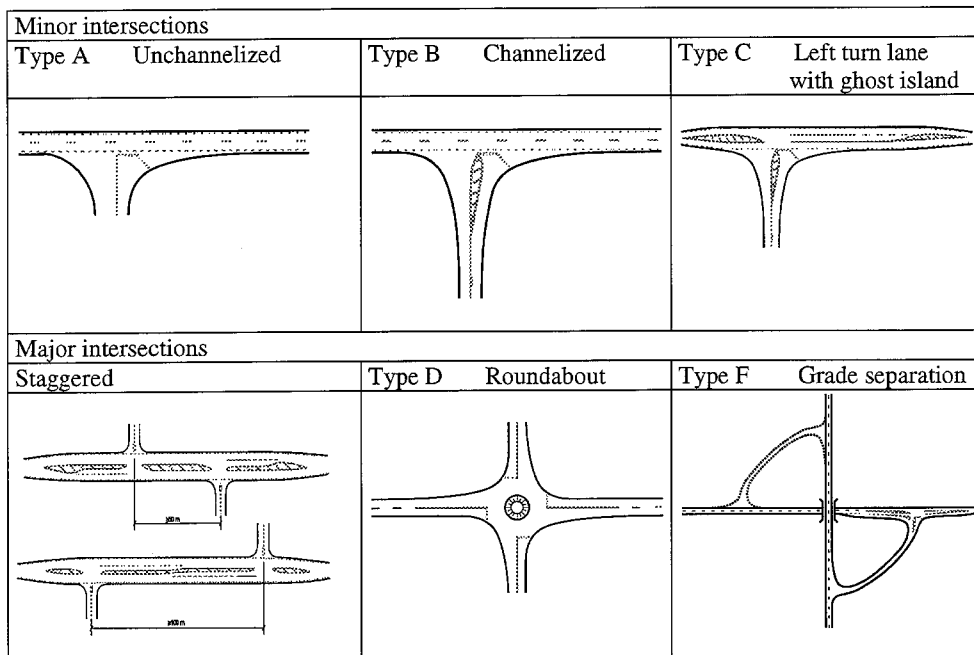 Minor intersections
Type A Unchannelized
Type B Channelized
Type C Left turn lane
with ghost island
Major intersections
Staggered
Type D Roundabout
Type F Grade separation